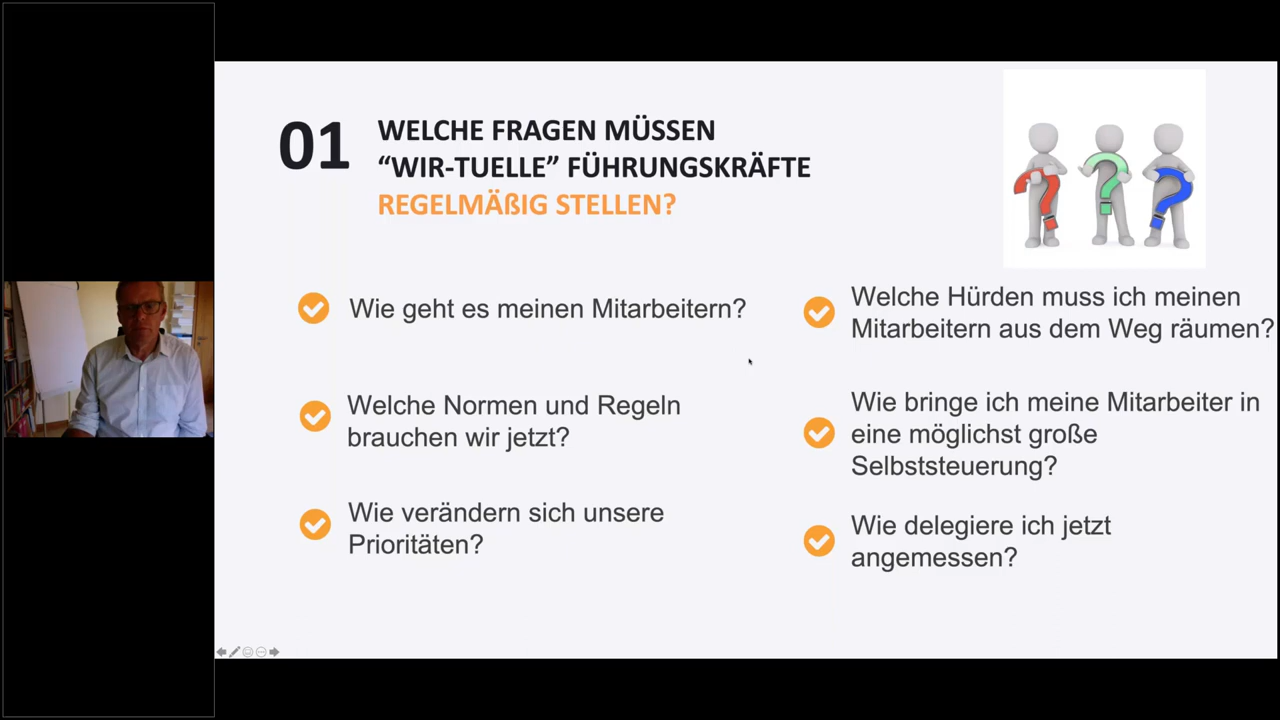 01
WELCHE FRAGEN MÜSSEN
“WIR-TUELLE” FÜHRUNGSKRÄFTE
REGELMÄßIG STELLEN?
Wie geht es meinen Mitarbeitern?
Welche Normen und Regeln
brauchen wir jetzt?
Wie verändern sich unsere
Prioritäten?
Welche Hürden muss ich meinen
Mitarbeitern aus dem Weg räumen?
Wie bringe ich meine Mitarbeiter in
eine möglichst große
Selbststeuerung?
Wie delegiere ich jetzt
angemessen?